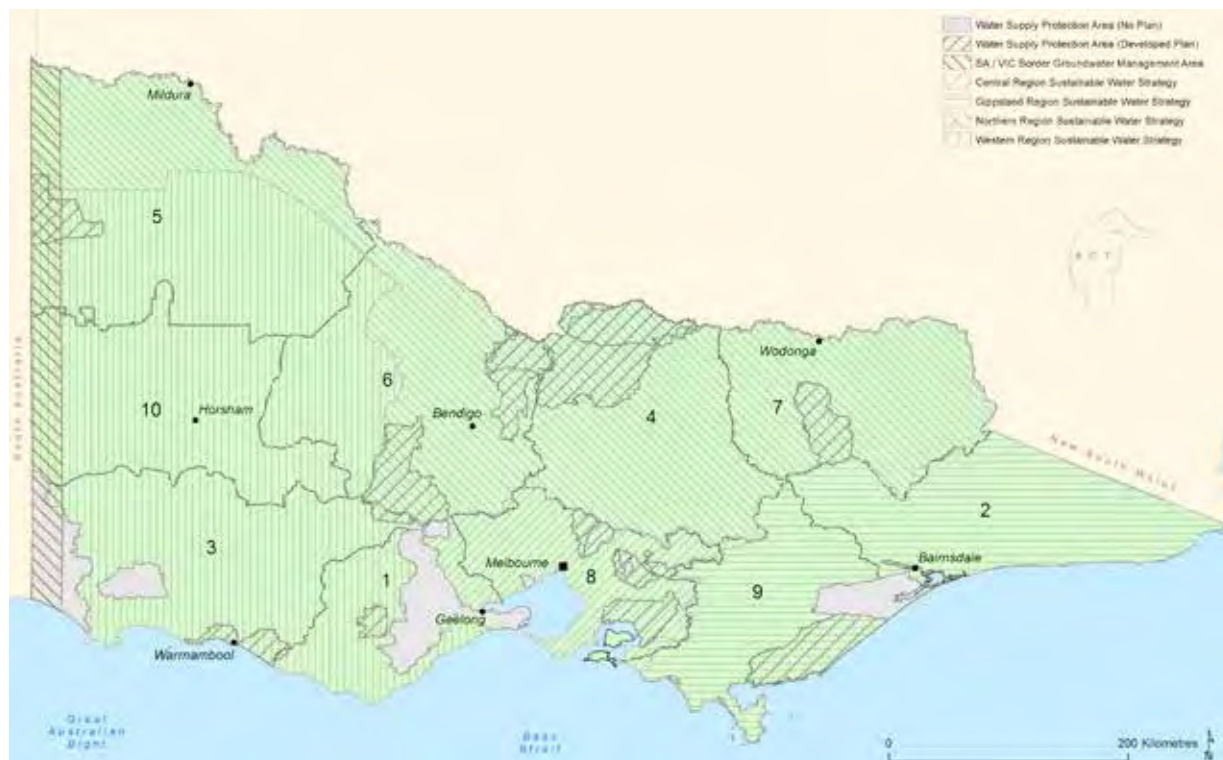 Water Supply Protection Area (No Plan)
Water Supply Protection Area (Developed Plan)
SA / VIC Border Groundwater Management Area
Central Region Sustainable Water Strategy
Gippsland Region Sustainable Water Strategy
Northern Region Sustainable Water Strategy
Western Region Sustainable Water Strategy
Mildura
5
A C T
South Australia
Wodonga
6
7
10
Horsham
Bendigo
4
New South Wales
2
3
Melbourne
Bairnsdale
1
8
9
Geelong
Warrnambool
Great
Australian
Bight
Bass
Strait
0
200 Kilometres
N